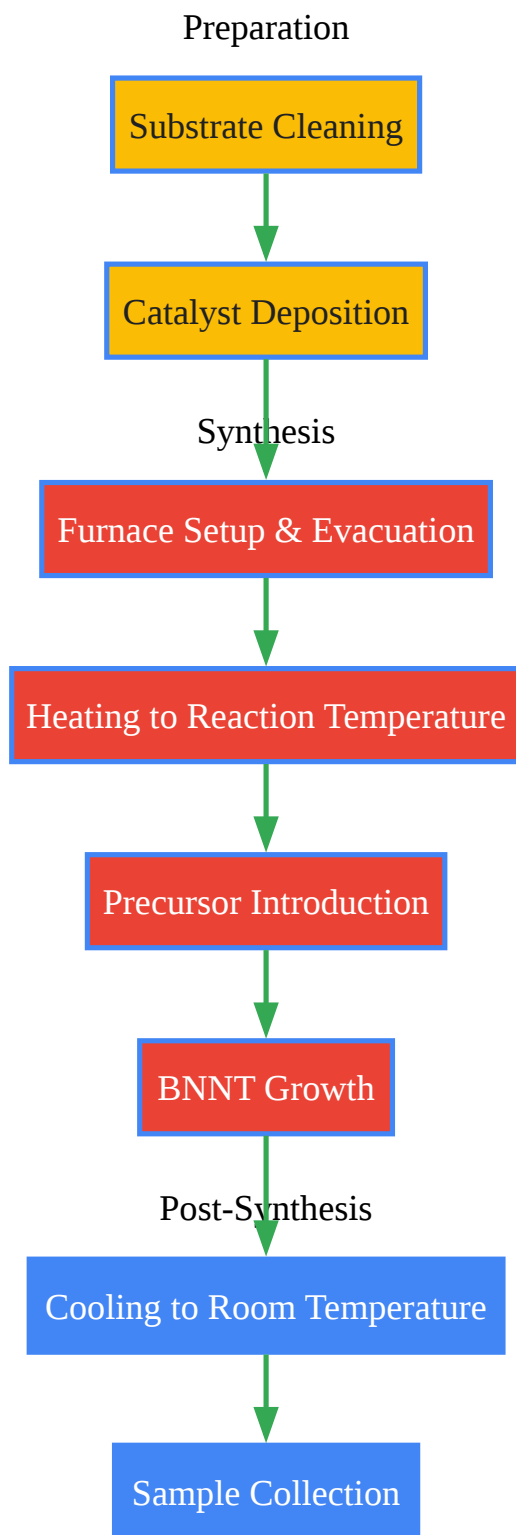 Preparation
Substrate Cleaning
Catalyst Deposition
Synthesis
Furnace Setup & Evacuation
Heating to Reaction Temperature
Precursor Introduction
BNNT Growth
Post-Synthesis
Cooling to Room Temperature
Sample Collection